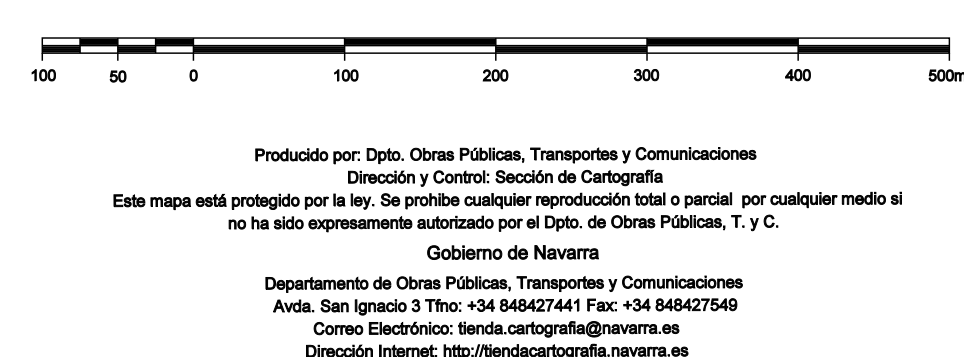 100 50 0 100 200 300 400 500m
Producido por: Dpto. Obras Públicas, Transportes y Comunicaciones
Dirección y Control: Sección de Cartografía
Este mapa está protegido por la ley. Se prohibe cualquier reproducción total o parcial por cualquier medio si
no ha sido expresamente autorizado por el Dpto. de Obras Públicas, T. y C.
Gobierno de Navarra
Departamento de Obras Públicas, Transportes y Comunicaciones
Avda. San Ignacio 3 Tfno: +34 848427441 Fax: +34 848427549
Correo Electrónico: tienda.cartografia@navarra.es
Dirección Internet: http://tiendacartografia.navarra.es